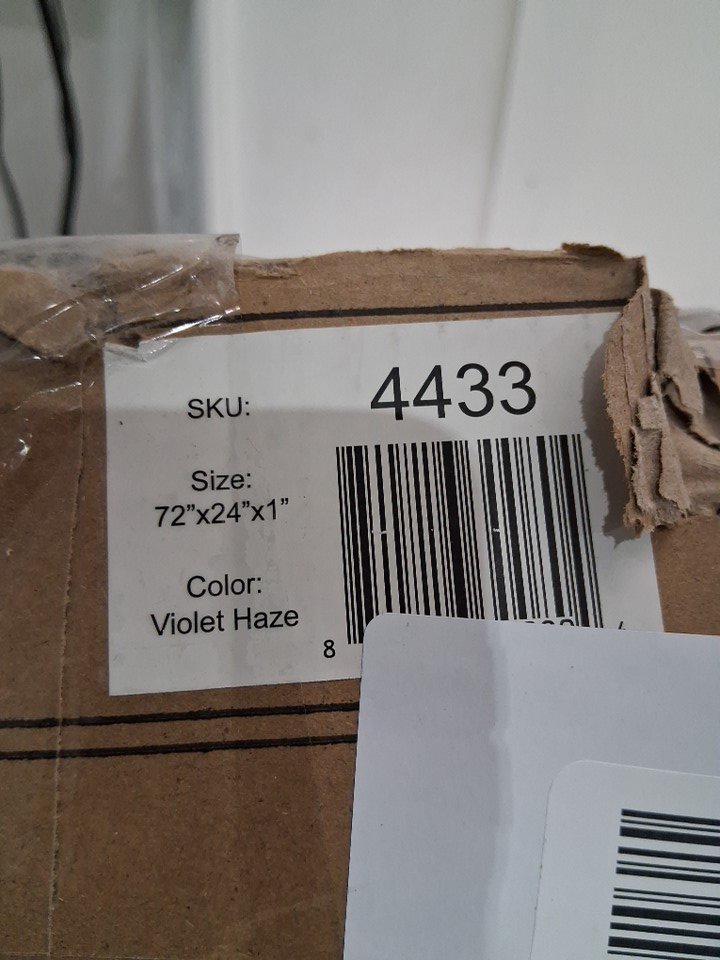 SKU:
4433
Size:
72”x24”x1”
Color:
Violet Haze
8